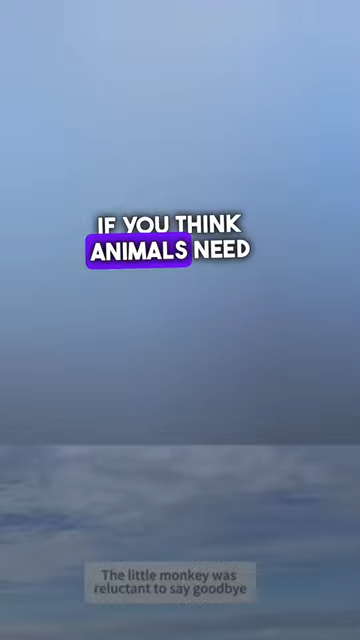 IF YOU THINK
ANIMALS NEED
The little monkey was
reluctant to say goodbye